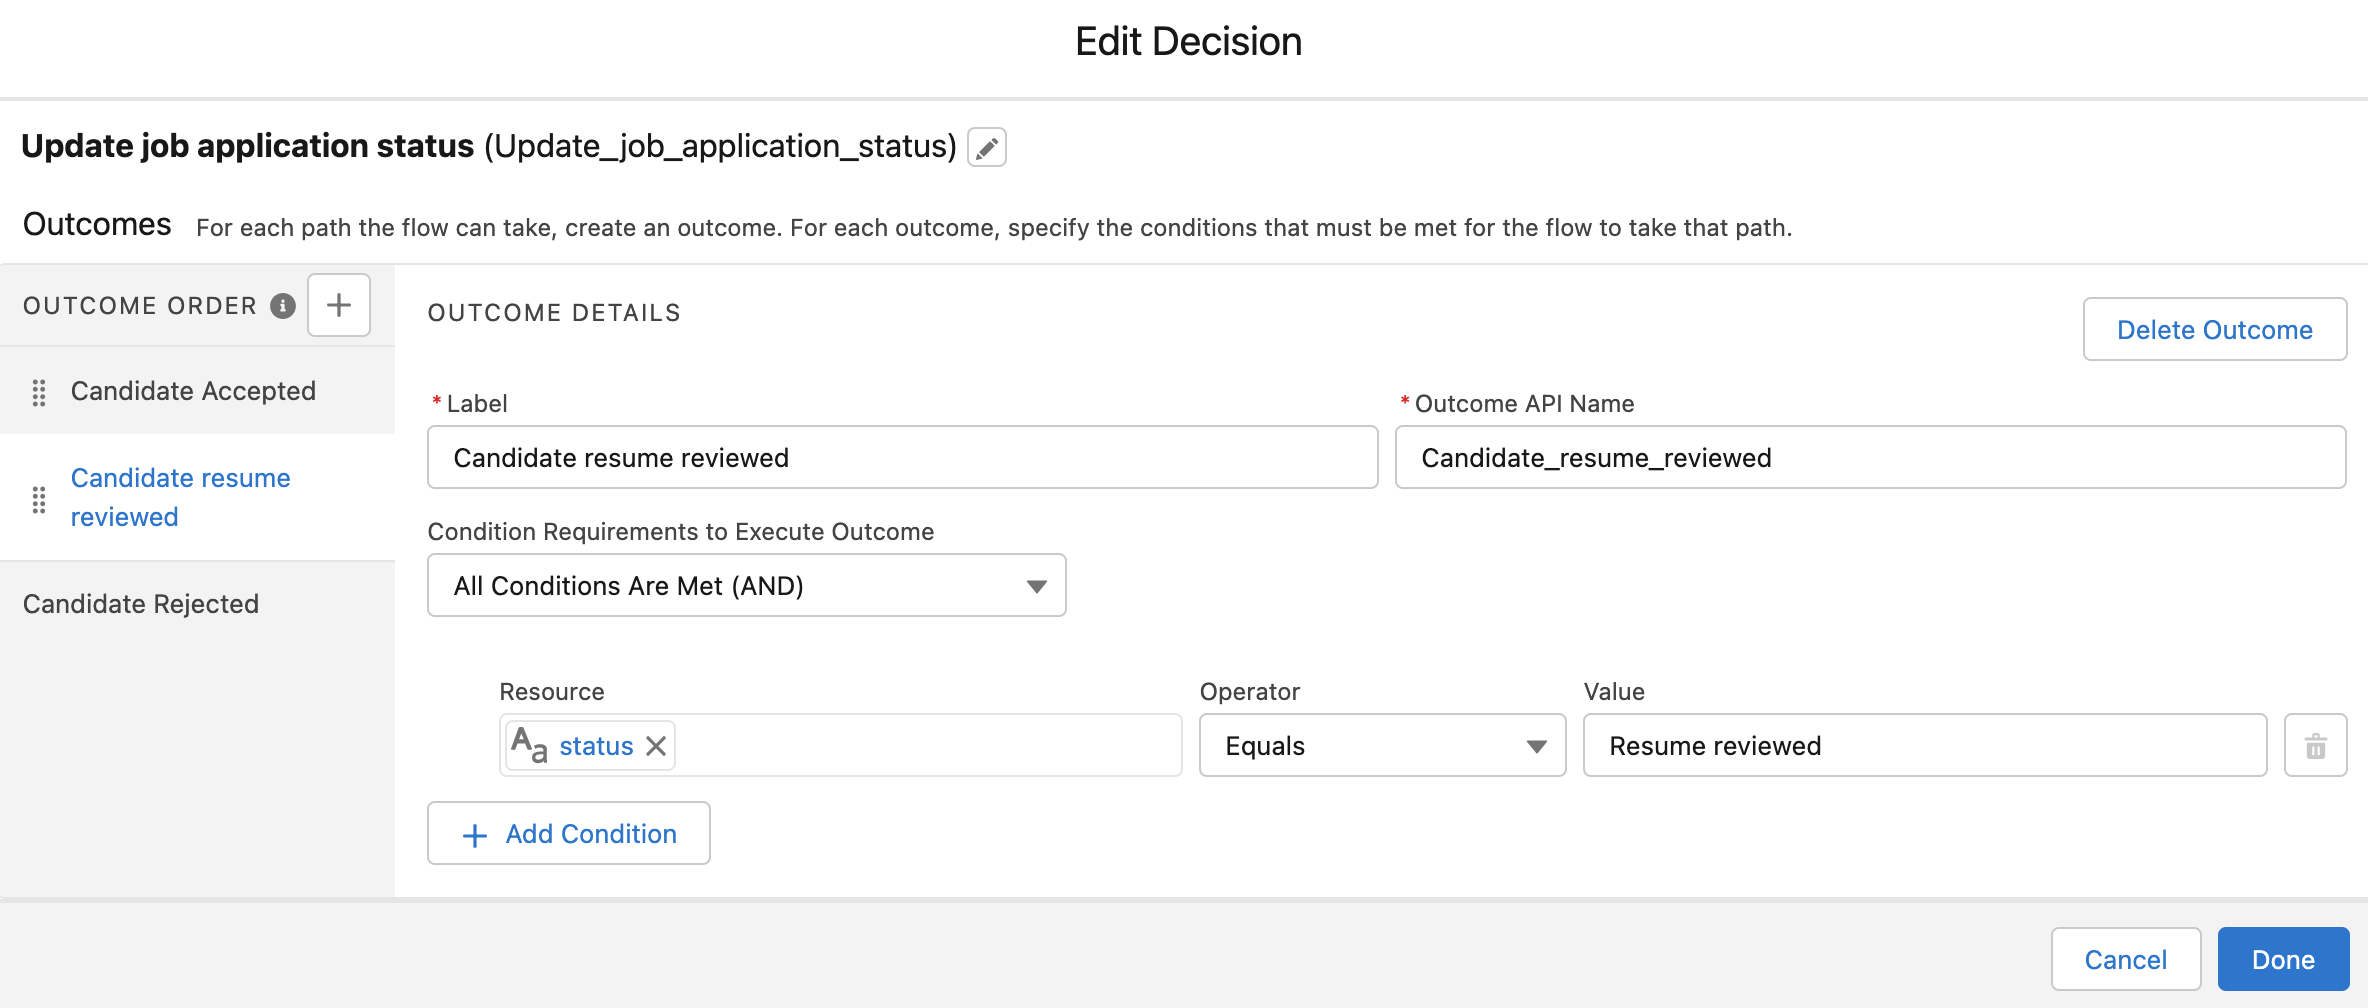 Edit Decision
Update job application status (Update_job_application_status)
Outcomes For each path the flow can take, create an outcome. For each outcome, specify the conditions that must be met for the flow to take that path.
OUTCOME ORDER
Candidate Accepted
Candidate resume
reviewed
Candidate Rejected
OUTCOME DETAILS
Delete Outcome
* Label
Candidate resume reviewed
* Outcome API Name
Candidate_resume_reviewed
Condition Requirements to Execute Outcome
All Conditions Are Met (AND)
Resource
Aa status
Operator
Equals
Value
Resume reviewed
+ Add Condition
Cancel
Done